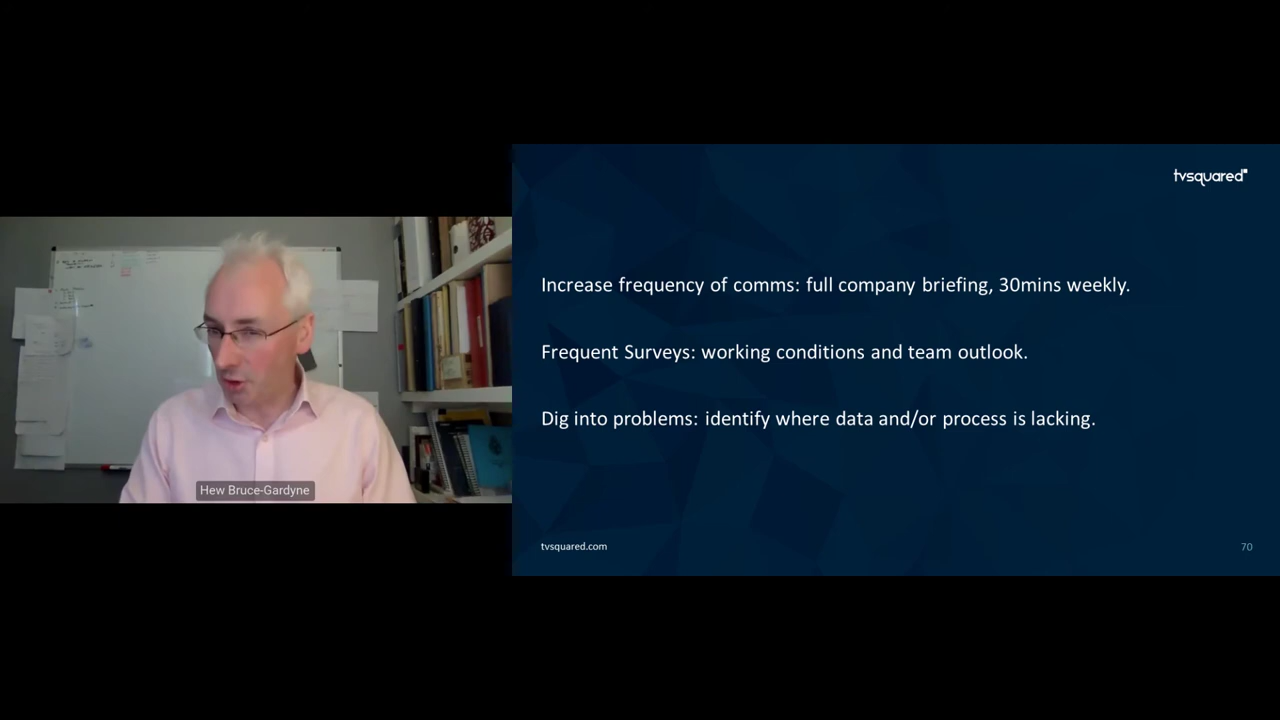 tvsquared
Increase frequency of comms: full company briefing, 30mins weekly.
Frequent Surveys: working conditions and team outlook.
Dig into problems: identify where data and/or process is lacking.
Hew Bruce-Gardyne
tvsquared.com
70